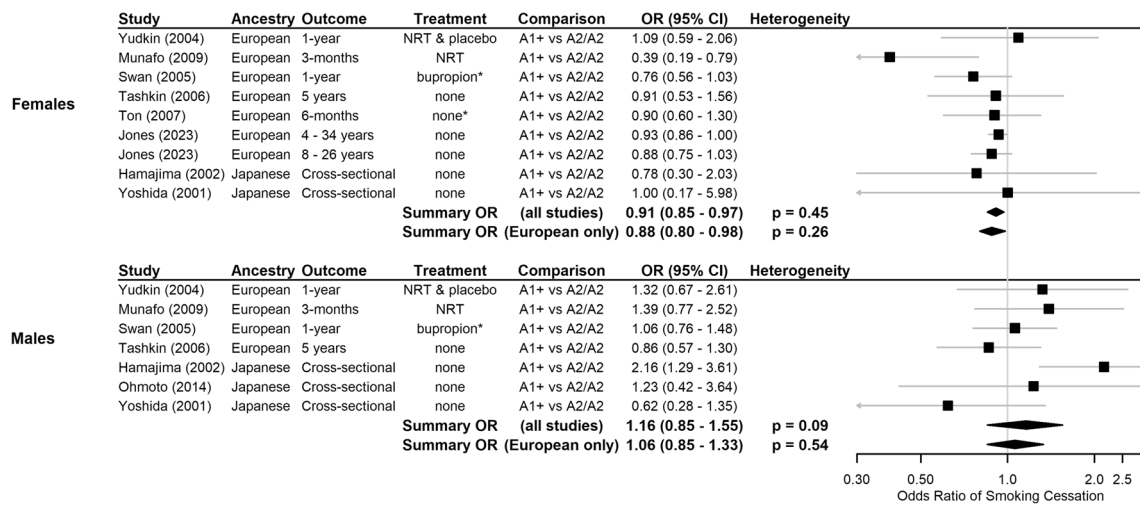 Study Ancestry Outcome Treatment Comparison OR (95% CI) Heterogeneity
Yudkin (2004) European 1-year NRT & placebo A1+ vs A2/A2 1.09 (0.59 - 2.06)
Munafo (2009) European 3-months NRT A1+ vs A2/A2 0.39 (0.19 - 0.79)
Swan (2005) European 1-year bupropion* A1+ vs A2/A2 0.76 (0.56 - 1.03)
Tashkin (2006) European 5 years none A1+ vs A2/A2 0.91 (0.53 - 1.56)
Females
Ton (2007) European 6-months none* A1+ vs A2/A2 0.90 (0.60 - 1.30)
Jones (2023) European 4 - 34 years none A1+ vs A2/A2 0.93 (0.86 - 1.00)
Jones (2023) European 8 - 26 years none A1+ vs A2/A2 0.88 (0.75 - 1.03)
Hamajima (2002) Japanese Cross-sectional none A1+ vs A2/A2 0.78 (0.30 - 2.03)
Yoshida (2001) Japanese Cross-sectional none A1+ vs A2/A2 1.00 (0.17 - 5.98)
Summary OR (all studies) 0.91 (0.85 - 0.97) p = 0.45
Summary OR (European only) 0.88 (0.80 - 0.98) p = 0.26
Study Ancestry Outcome Treatment Comparison OR (95% CI) Heterogeneity
Yudkin (2004) European 1-year NRT & placebo A1+ vs A2/A2 1.32 (0.67 - 2.61)
Munafo (2009) European 3-months NRT A1+ vs A2/A2 1.39 (0.77 - 2.52)
Swan (2005) European 1-year bupropion* A1+ vs A2/A2 1.06 (0.76 - 1.48)
Males
Tashkin (2006) European 5 years none A1+ vs A2/A2 0.86 (0.57 - 1.30)
Hamajima (2002) Japanese Cross-sectional none A1+ vs A2/A2 2.16 (1.29 - 3.61)
Ohmoto (2014) Japanese Cross-sectional none A1+ vs A2/A2 1.23 (0.42 - 3.64)
Yoshida (2001) Japanese Cross-sectional none A1+ vs A2/A2 0.62 (0.28 - 1.35)
Summary OR (all studies) 1.16 (0.85 - 1.55) p = 0.09
Summary OR (European only) 1.06 (0.85 - 1.33) p = 0.54
0.30 0.50 1.0 2.0 2.5
Odds Ratio of Smoking Cessation